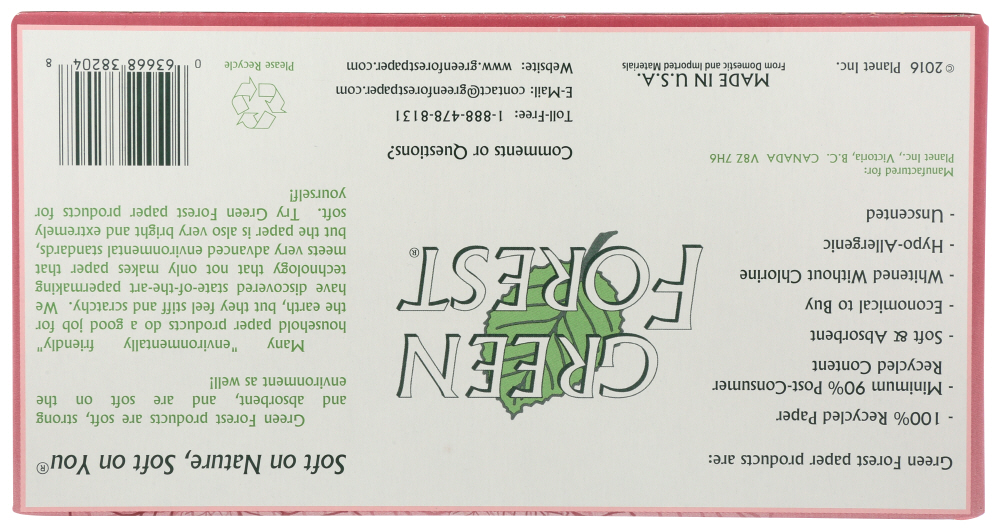 Green Forest paper products are:
- 100% Recycled Paper
- Minimum 90% Post-Consumer
Recycled Content
- Soft & Absorbent
- Economical to Buy
- Whitened Without Chlorine
- Hypo-Allergenic
- Unscented
Manufactured for:
Planet Inc., Victoria, B.C. CANADA V8Z 7H6
© 2016 Planet Inc.
MADE IN U.S.A.
From Domestic and Imported Materials
GREEN
FOREST®
Comments or Questions?
Toll-Free: 1-888-478-8131
E-Mail: contact@greenforestpaper.com
Website: www.greenforestpaper.com
Soft on Nature, Soft on You®
Green Forest products are soft, strong
and absorbent, and are soft on the
environment as well!
Many "environmentally friendly"
household paper products do a good job for
the earth, but they feel stiff and scratchy. We
have discovered state-of-the-art papermaking
technology that not only makes paper that
meets very advanced environmental standards,
but the paper is also very bright and extremely
soft. Try Green Forest paper products for
yourself!
Please Recycle
0 63668 38204 8